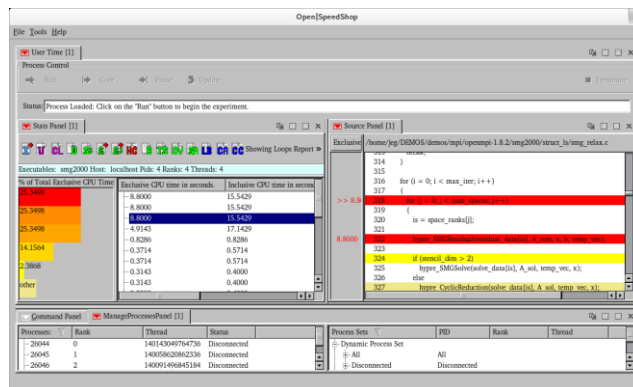 Open|SpeedShop
File Tools Help
User Time [1]
Process Control
Run Cont Pause Update Terminate
Status: Process Loaded: Click on the "Run" button to begin the experiment.
Stats Panel [1]
Showing Loops Report »
Executables: smg2000 Host: localhost Pids: 4 Ranks: 4 Threads: 4
% of Total Exclusive CPU Time
25.3498
25.3498
25.3498
14.1564
2.3868
other
Exclusive CPU time in seconds. Inclusive CPU time in second
8.8000 15.5429
8.8000 15.5429
8.8000 15.5429
4.9143 17.1429
0.8286 0.8286
0.3714 0.5714
0.3714 0.5714
0.3143 0.4000
0.3143 0.4000
Source Panel [1]
Exclusive /home/jeg/DEMOS/demos/mpi/openmpi-1.8.2/smg2000/struct_ls/smg_relax.c
314 }
315
316 for (i = 0; i < max_iter; i++)
317 {
>> 8.9 318 for (j = 0; j < num_spaces; j++)
319 {
320 is = space_ranks[j];
321
8.8000 322 hypre_SMGResidual(residual_data[is], A_rem, x, b, temp_vec);
323
324 if (stencil_dim > 2)
325 hypre_SMGSolve(solve_data[is], A_sol, temp_vec, x);
326 else
327 hypre_CyclicReduction(solve_data[is], A_sol, temp_vec, x);
Command Panel ManageProcessesPanel [1]
Processes: Rank Thread Status
26044 0 140143049764736 Disconnected
26045 1 140058620862336 Disconnected
26046 2 140091496845184 Disconnected
Process Sets PID Rank Thread
Dynamic Process Set
All All
Disconnected Disconnected